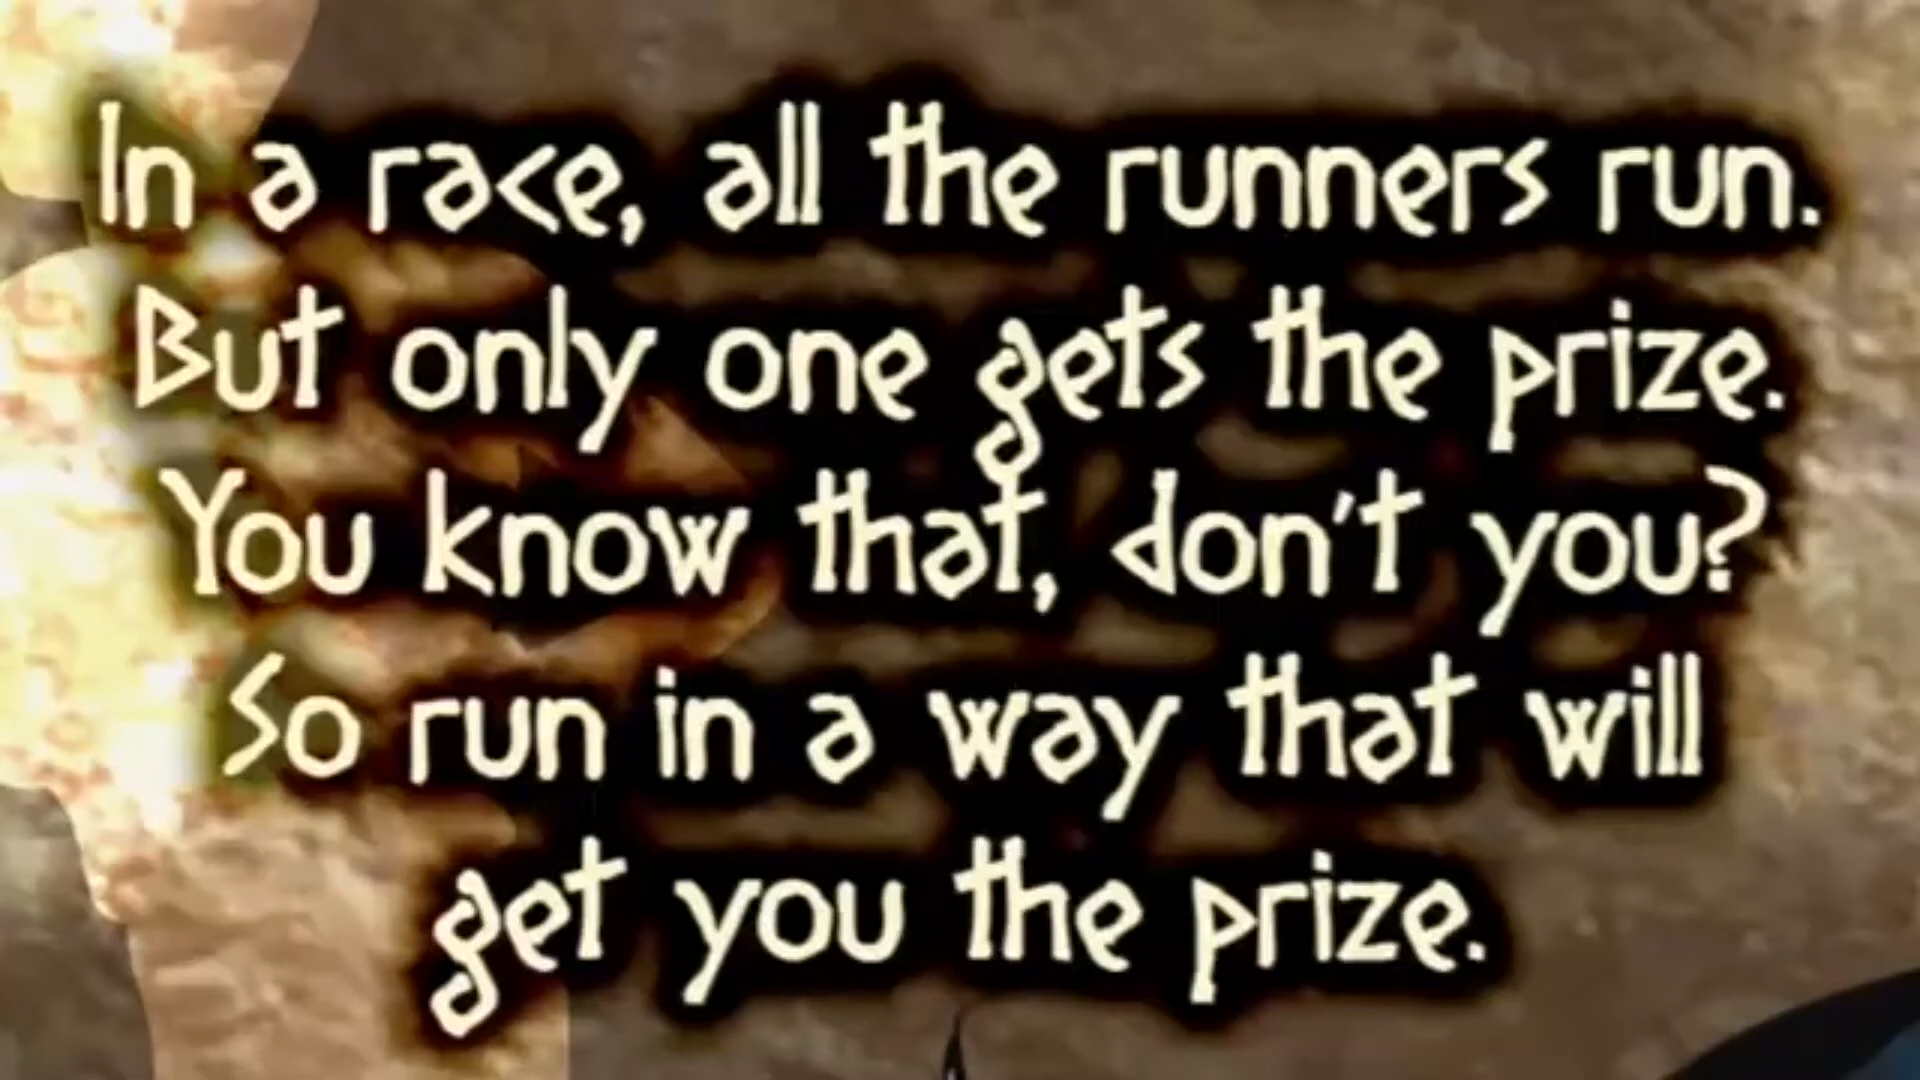 In a race, all the runners run.
But only one gets the prize.
You know that, don't you?
So run in a way that will
get you the prize.